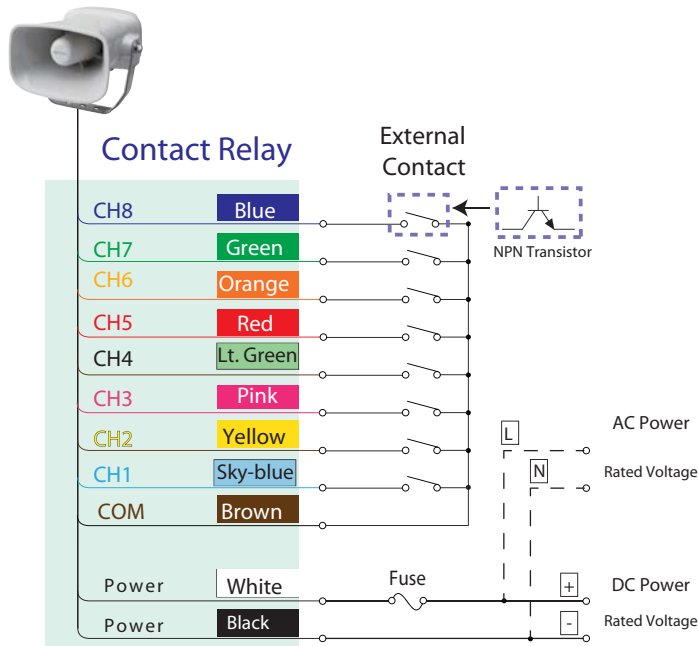 Contact Relay
External
Contact
CH8 Blue
NPN Transistor
CH7 Green
CH6 Orange
CH5 Red
CH4 Lt. Green
CH3 Pink
CH2 Yellow
L AC Power
CH1 Sky-blue
N Rated Voltage
COM Brown
Power White Fuse + DC Power
Power Black - Rated Voltage